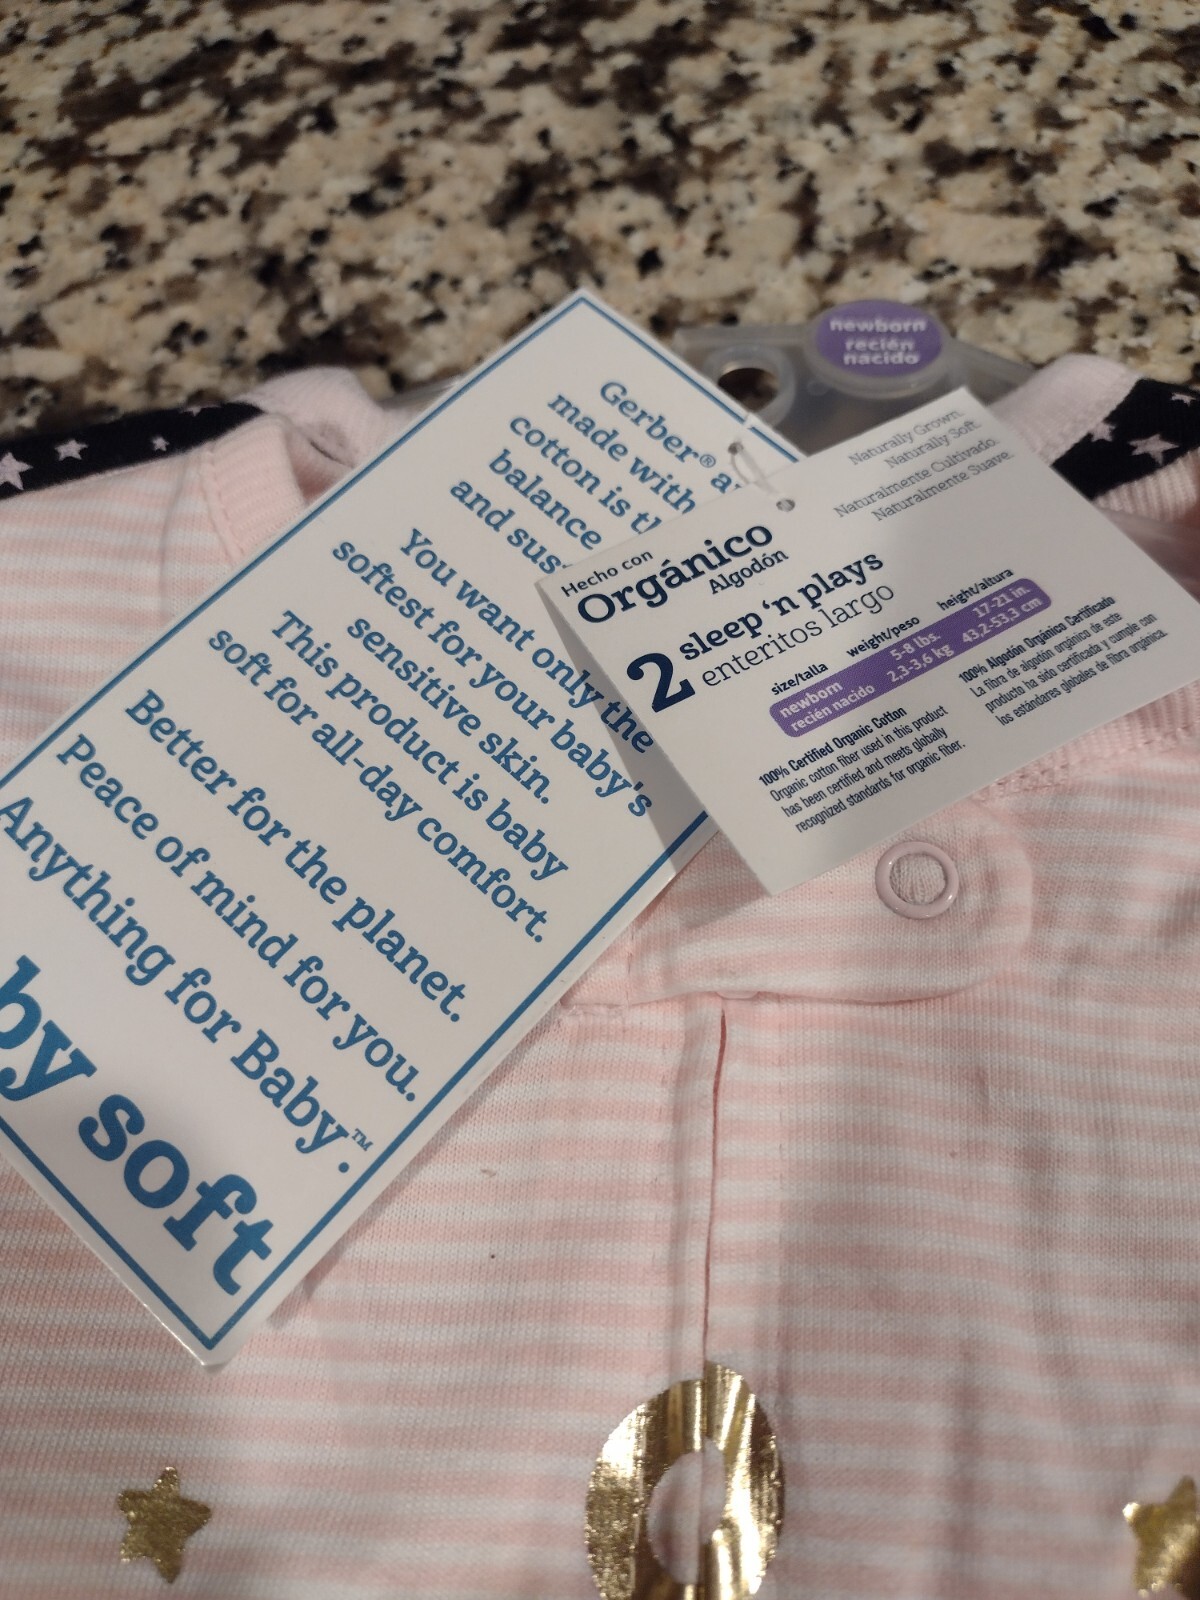 newborn
recién
nacido
Gerber®
made with
cotton is
balance
and
You want only the
softest for your baby's
sensitive skin.
This product is baby
soft for all-day comfort.
Better for the planet.
Peace of mind for you.
Anything for Baby.™
by soft
Naturally Grown.
Naturally Soft.
Naturalmente Cultivado.
Naturalmente Suave.
Hecho con
Orgánico
Algodón
2 sleep 'n plays
enteritos largo
size/talla weight/peso height/altura
newborn 5-8 lbs. 17-21 in.
recién nacido 2,3-3,6 kg 43,2-53,3 cm
100% Certified Organic Cotton
Organic cotton fiber used in this product
has been certified and meets globally
recognized standards for organic fiber.
100% Algodón Orgánico Certificado
La fibra de algodón orgánico de este
producto ha sido certificada y cumple con
los estándares globales de fibra orgánica.